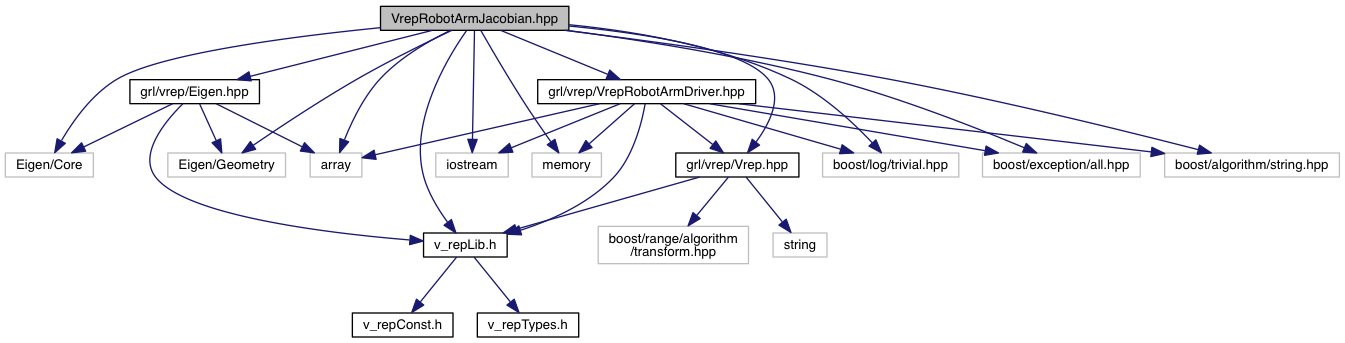 VrepRobotArmJacobian.hpp
grl/vrep/Eigen.hpp
grl/vrep/VrepRobotArmDriver.hpp
Eigen/Core
Eigen/Geometry
array
iostream
memory
grl/vrep/Vrep.hpp
boost/log/trivial.hpp
boost/exception/all.hpp
boost/algorithm/string.hpp
v_repLib.h
boost/range/algorithm
/transform.hpp
string
v_repConst.h
v_repTypes.h